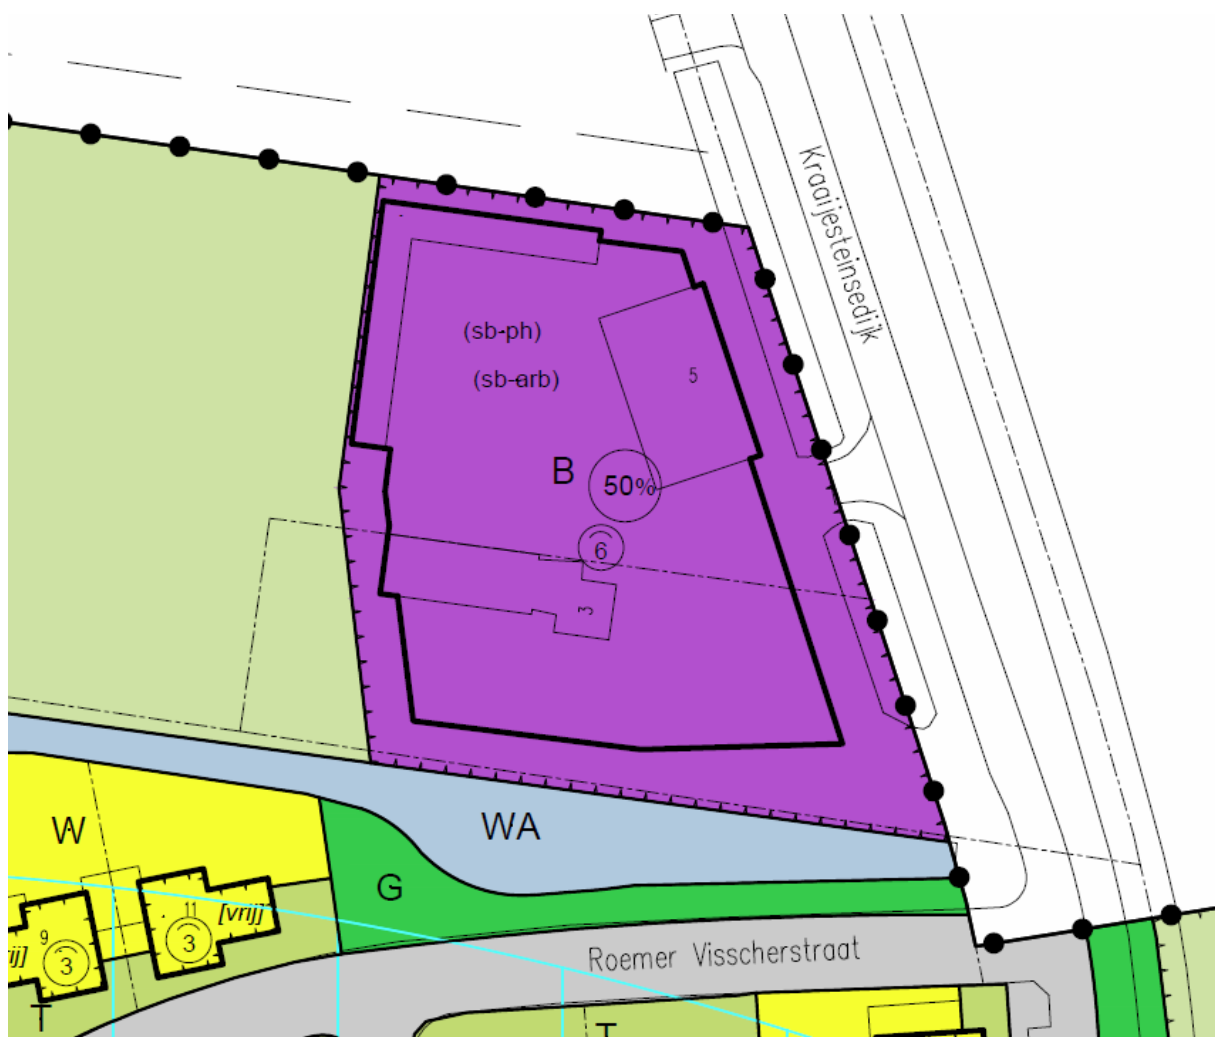 Kraaijesteinsedijk
(sb-ph)
(sb-arb)
5
B
50%
6
3
WA
W
G
11
[vrij]
9
3
3
Roemer Visscherstraat
T
T